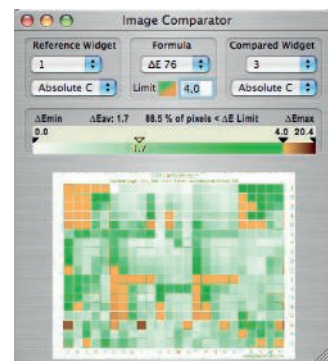 Image Comparator
Reference Widget
Formula
Compared Widget
1
ΔE 76
3
Absolute C
Limit
4.0
Absolute C
ΔEmin
ΔEav: 1.7
88.5 % of pixels < ΔE Limit
ΔEmax
0.0
4.0
20.4
1.7